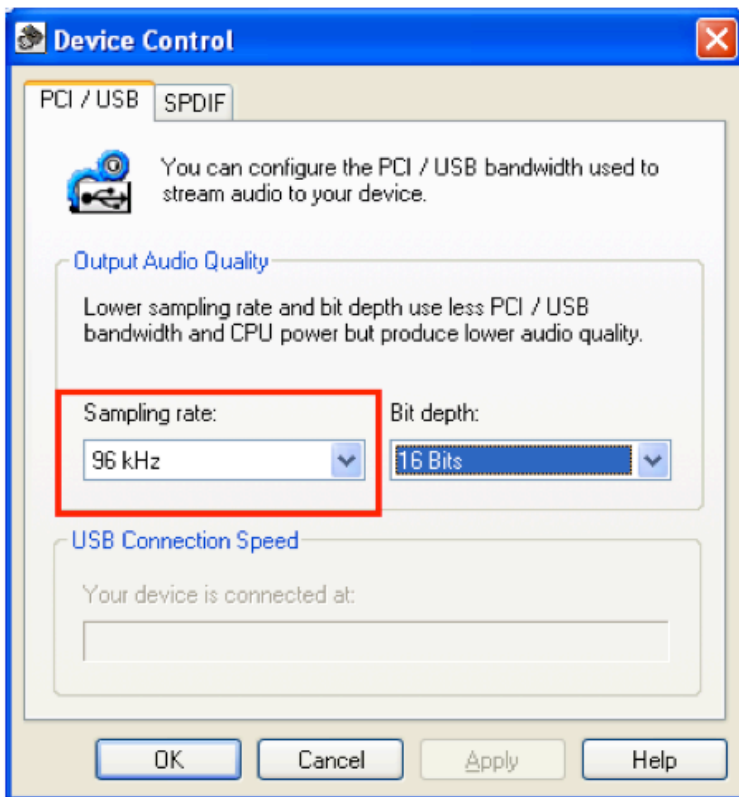 Device Control
PCI / USB
SPDIF
You can configure the PCI / USB bandwidth used to
stream audio to your device.
Output Audio Quality
Lower sampling rate and bit depth use less PCI / USB
bandwidth and CPU power but produce lower audio quality.
Sampling rate:
Bit depth:
96 kHz
16 Bits
USB Connection Speed
Your device is connected at:
OK
Cancel
Apply
Help